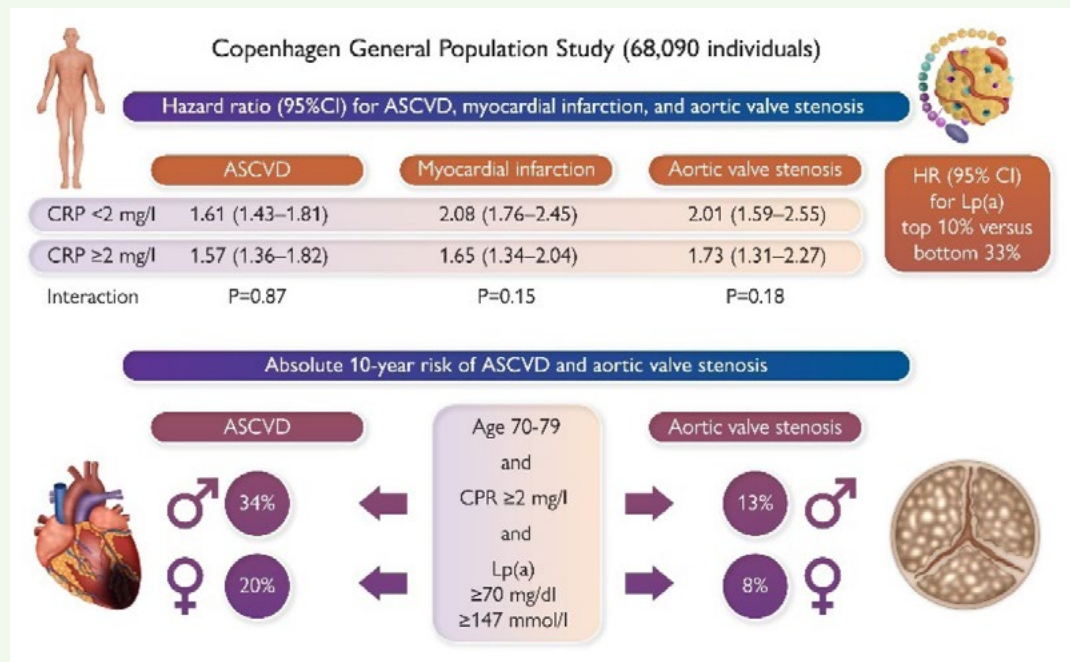 Copenhagen General Population Study (68,090 individuals)
Hazard ratio (95%CI) for ASCVD, myocardial infarction, and aortic valve stenosis
ASCVD Myocardial infarction Aortic valve stenosis
CRP <2 mg/l 1.61 (1.43–1.81) 2.08 (1.76–2.45) 2.01 (1.59–2.55)
CRP ≥2 mg/l 1.57 (1.36–1.82) 1.65 (1.34–2.04) 1.73 (1.31–2.27)
Interaction P=0.87 P=0.15 P=0.18
HR (95% CI)
for Lp(a)
top 10% versus
bottom 33%
Absolute 10-year risk of ASCVD and aortic valve stenosis
ASCVD
34%
20%
Age 70-79
and
CPR ≥2 mg/l
and
Lp(a)
≥70 mg/dl
≥147 mmol/l
Aortic valve stenosis
13%
8%